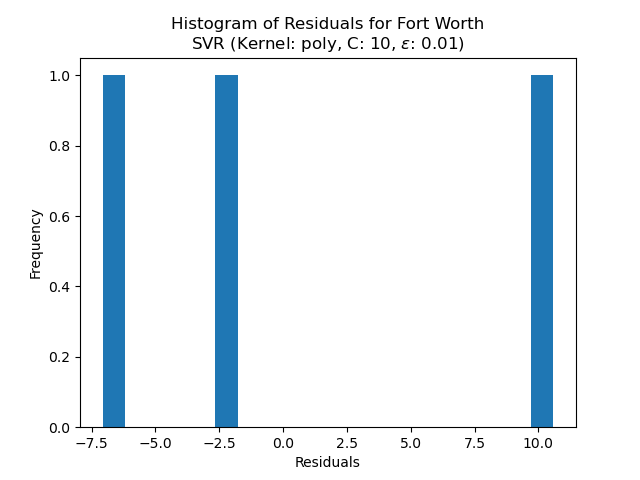 Histogram of Residuals for Fort Worth
SVR (Kernel: poly, C: 10, ε: 0.01)
1.0
0.8
0.6
0.4
0.2
0.0
Frequency
−7.5 −5.0 −2.5 0.0 2.5 5.0 7.5 10.0
Residuals